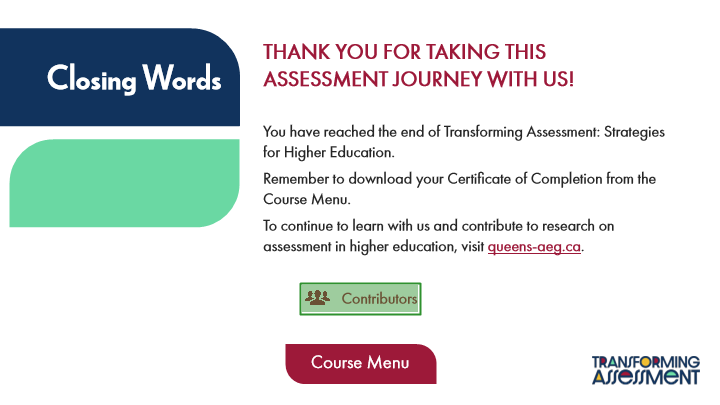 Closing Words
THANK YOU FOR TAKING THIS
ASSESSMENT JOURNEY WITH US!
You have reached the end of Transforming Assessment: Strategies
for Higher Education.
Remember to download your Certificate of Completion from the
Course Menu.
To continue to learn with us and contribute to research on
assessment in higher education, visit queens-aeg.ca.
Contributors
Course Menu
TRANSFORMING
ASSESSMENT